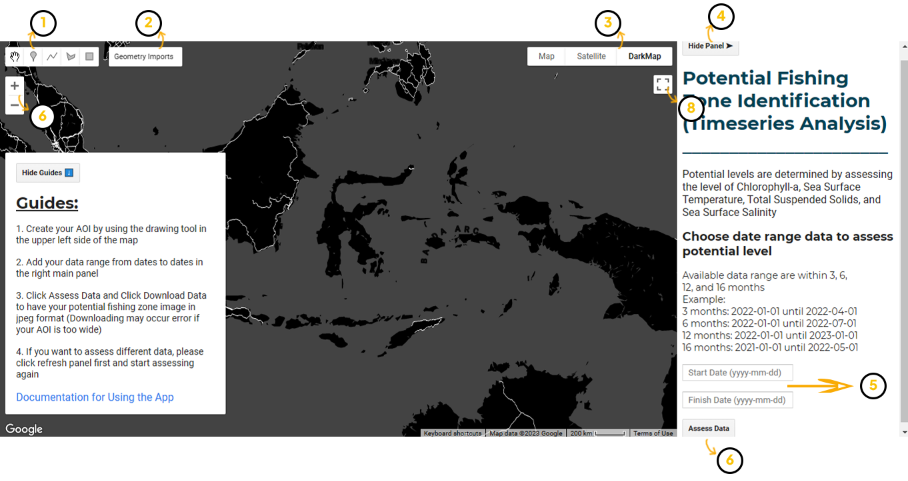 1
2
3
4
Geometry Imports
Map
Satellite
DarkMap
Hide Panel ➤
+
−
6
8
Potential Fishing
Zone Identification
(Timeseries Analysis)
Potential levels are determined by assessing
the level of Chlorophyll-a, Sea Surface
Temperature, Total Suspended Solids, and
Sea Surface Salinity
Choose date range data to assess
potential level
Available data range are within 3, 6,
12, and 16 months
Example:
3 months: 2022-01-01 until 2022-04-01
6 months: 2022-01-01 until 2022-07-01
12 months: 2022-01-01 until 2023-01-01
16 months: 2021-01-01 until 2022-05-01
Start Date (yyyy-mm-dd)
Finish Date (yyyy-mm-dd)
5
Assess Data
6
Hide Guides ℹ️
Guides:
1. Create your AOI by using the drawing tool in
the upper left side of the map
2. Add your data range from dates to dates in
the right main panel
3. Click Assess Data and Click Download Data
to have your potential fishing zone image in
jpeg format (Downloading may occur error if
your AOI is too wide)
4. If you want to assess different data, please
click refresh panel first and start assessing
again
Documentation for Using the App
Google
Keyboard shortcuts
Map data ©2023 Google
200 km
Terms of Use